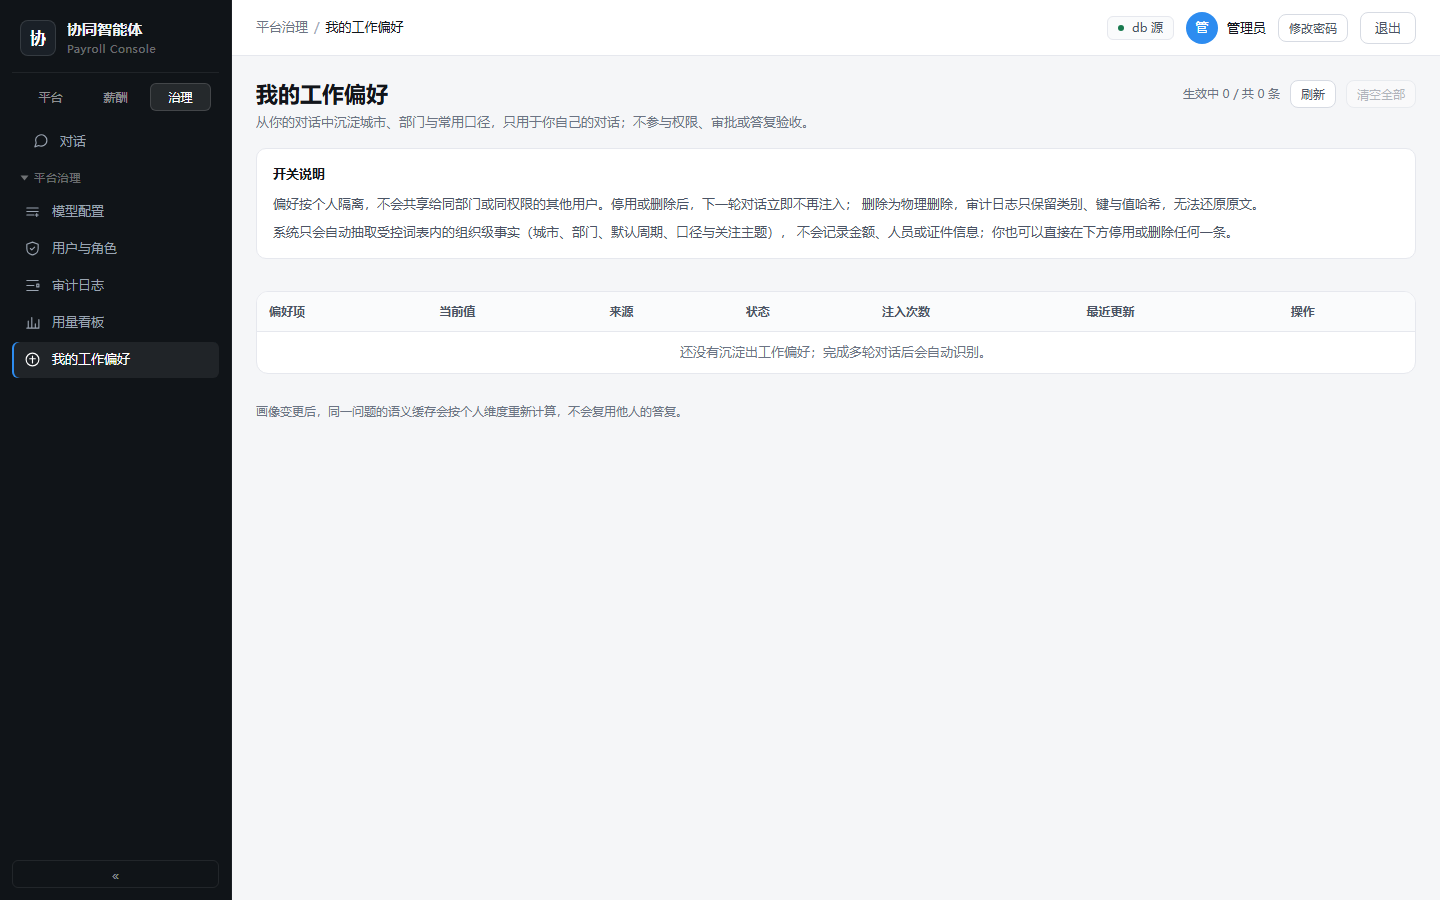 协
协同智能体
Payroll Console
平台
薪酬
治理
对话
平台治理
模型配置
用户与角色
审计日志
用量看板
我的工作偏好
«
平台治理 / 我的工作偏好
db 源
管
管理员
修改密码
退出
我的工作偏好
从你的对话中沉淀城市、部门与常用口径，只用于你自己的对话；不参与权限、审批或答复验收。
生效中 0 / 共 0 条
刷新
清空全部
开关说明
偏好按个人隔离，不会共享给同部门或同权限的其他用户。停用或删除后，下一轮对话立即不再注入； 删除为物理删除，审计日志只保留类别、键与值哈希，无法还原原文。
系统只会自动抽取受控词表内的组织级事实（城市、部门、默认周期、口径与关注主题）， 不会记录金额、人员或证件信息；你也可以直接在下方停用或删除任何一条。
偏好项 当前值 来源 状态 注入次数 最近更新 操作
还没有沉淀出工作偏好；完成多轮对话后会自动识别。
画像变更后，同一问题的语义缓存会按个人维度重新计算，不会复用他人的答复。